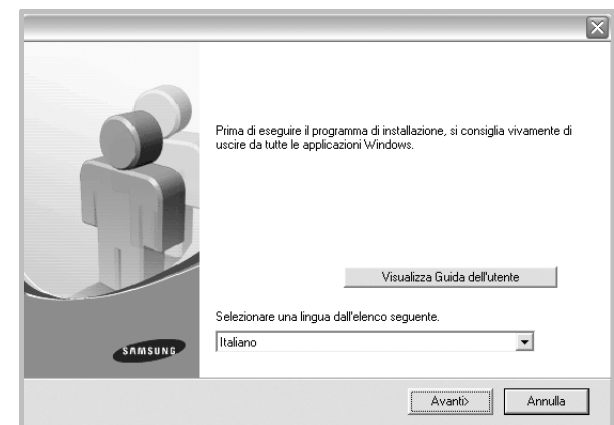 Prima di eseguire il programma di installazione, si consiglia vivamente di
uscire da tutte le applicazioni Windows.
Visualizza Guida dell'utente
Selezionare una lingua dall'elenco seguente.
Italiano
SAMSUNG
Avanti>
Annulla